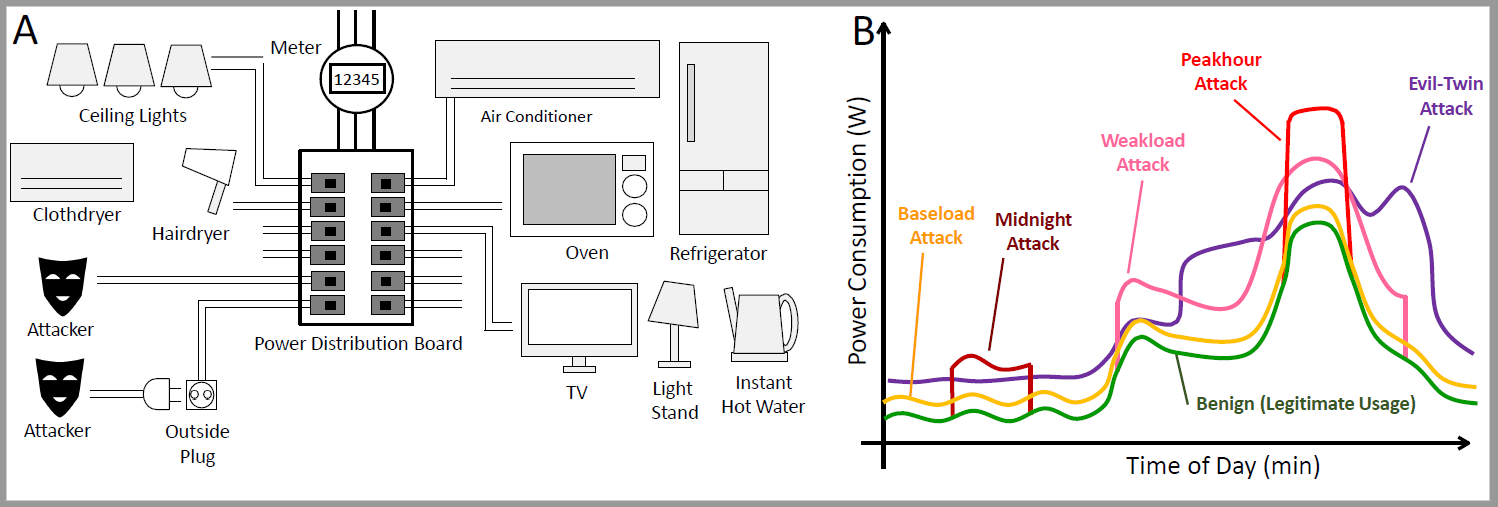 A
Meter
12345
Ceiling Lights
Air Conditioner
Clothdryer
Hairdryer
Oven
Refrigerator
Attacker
Power Distribution Board
Attacker
Outside
Plug
TV
Light
Stand
Instant
Hot Water
B
Power Consumption (W)
Baseload
Attack
Midnight
Attack
Weakload
Attack
Peakhour
Attack
Evil-Twin
Attack
Benign (Legitimate Usage)
Time of Day (min)